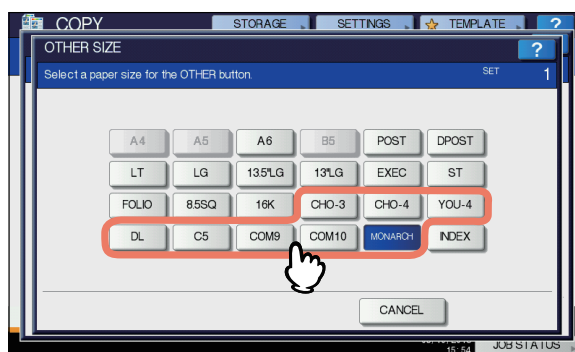 COPY STORAGE SETTINGS TEMPLATE ?
OTHER SIZE ?
Select a paper size for the OTHER button. SET 1
A4 A5 A6 B5 POST DPOST
LT LG 13.5"LG 13"LG EXEC ST
FOLIO 8.5SQ 16K CHO-3 CHO-4 YOU-4
DL C5 COM9 COM10 MONARCH INDEX
CANCEL
15:54 JOB STATUS